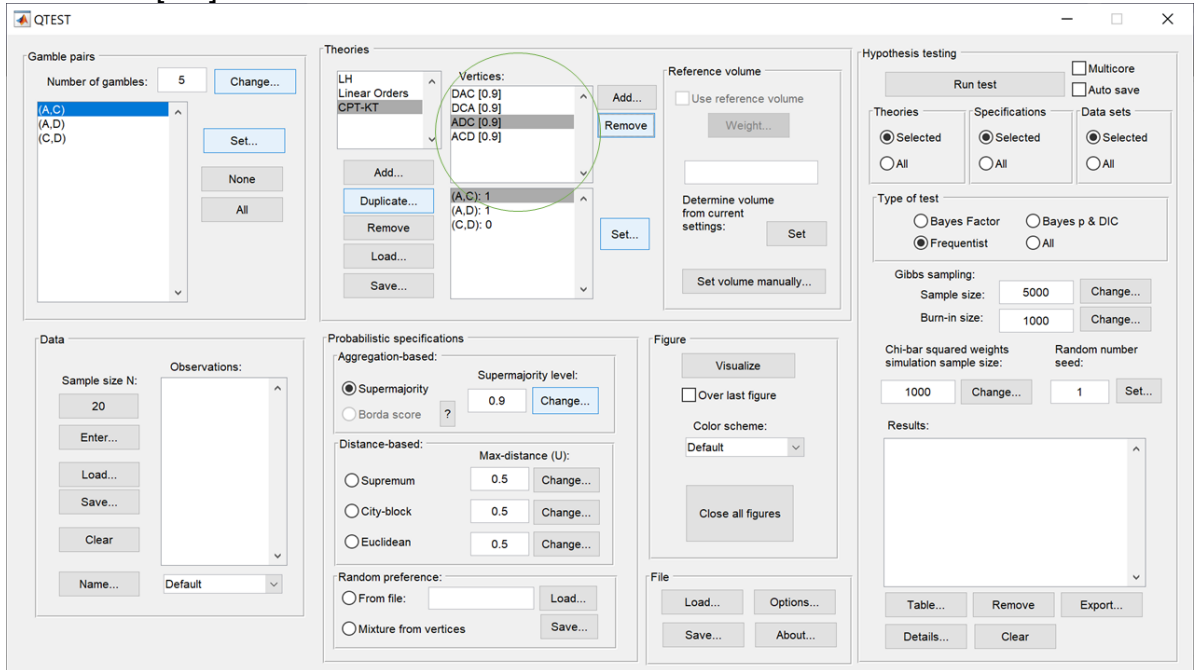 QTEST
Gamble pairs
Number of gambles: 5 Change...
(A,C)
(A,D)
(C,D)
Set...
None
All
Theories
LH
Linear Orders
CPT-KT
Add...
Duplicate...
Remove
Load...
Save...
Vertices:
DAC [0.9]
DCA [0.9]
ADC [0.9]
ACD [0.9]
Add...
Remove
(A,C): 1
(A,D): 1
(C,D): 0
Set...
Reference volume
Use reference volume
Weight...
Determine volume
from current
settings:
Set
Set volume manually...
Hypothesis testing
Run test
Multicore
Auto save
Theories
Selected
All
Specifications
Selected
All
Data sets
Selected
All
Type of test
Bayes Factor
Bayes p & DIC
Frequentist
All
Gibbs sampling:
Sample size: 5000 Change...
Burn-in size: 1000 Change...
Chi-bar squared weights
simulation sample size:
1000 Change...
Random number
seed:
1 Set...
Results:
Table...
Remove
Export...
Details...
Clear
Data
Sample size N:
20
Enter...
Load...
Save...
Clear
Name...
Observations:
Default
Probabilistic specifications
Aggregation-based:
Supermajority
Borda score ?
Supermajority level:
0.9 Change...
Distance-based:
Max-distance (U):
Supremum 0.5 Change...
City-block 0.5 Change...
Euclidean 0.5 Change...
Random preference:
From file: Load...
Mixture from vertices Save...
Figure
Visualize
Over last figure
Color scheme:
Default
Close all figures
File
Load...
Options...
Save...
About...